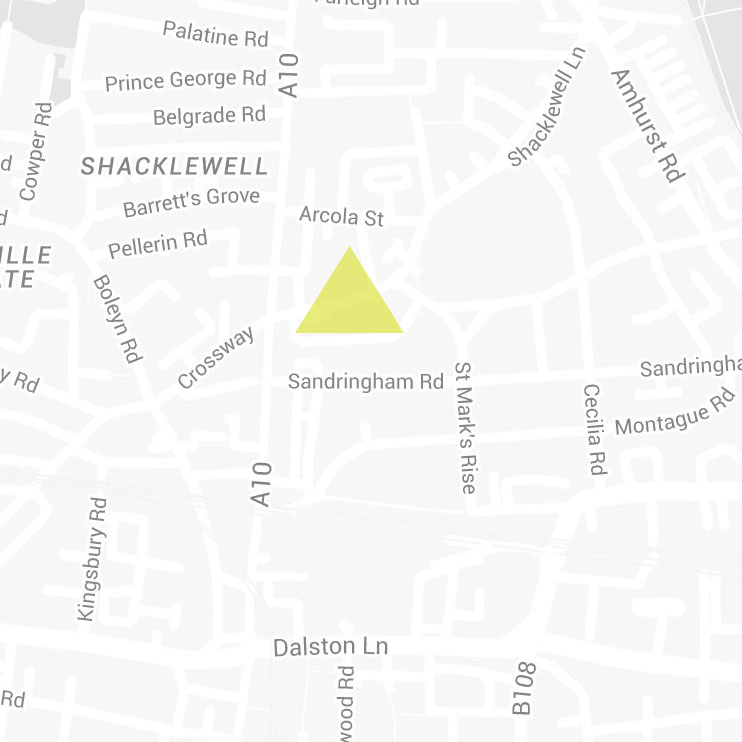 Palatine Rd
A10
Prince George Rd
Shacklewell Ln
Amhurst Rd
Belgrade Rd
Cowper Rd
SHACKLEWELL
Barrett's Grove
Arcola St
Pellerin Rd
Boleyn Rd
Crossway
Sandringham Rd
St Mark's Rise
Cecilia Rd
Montague Rd
A10
Kingsbury Rd
Dalston Ln
B108
Rd